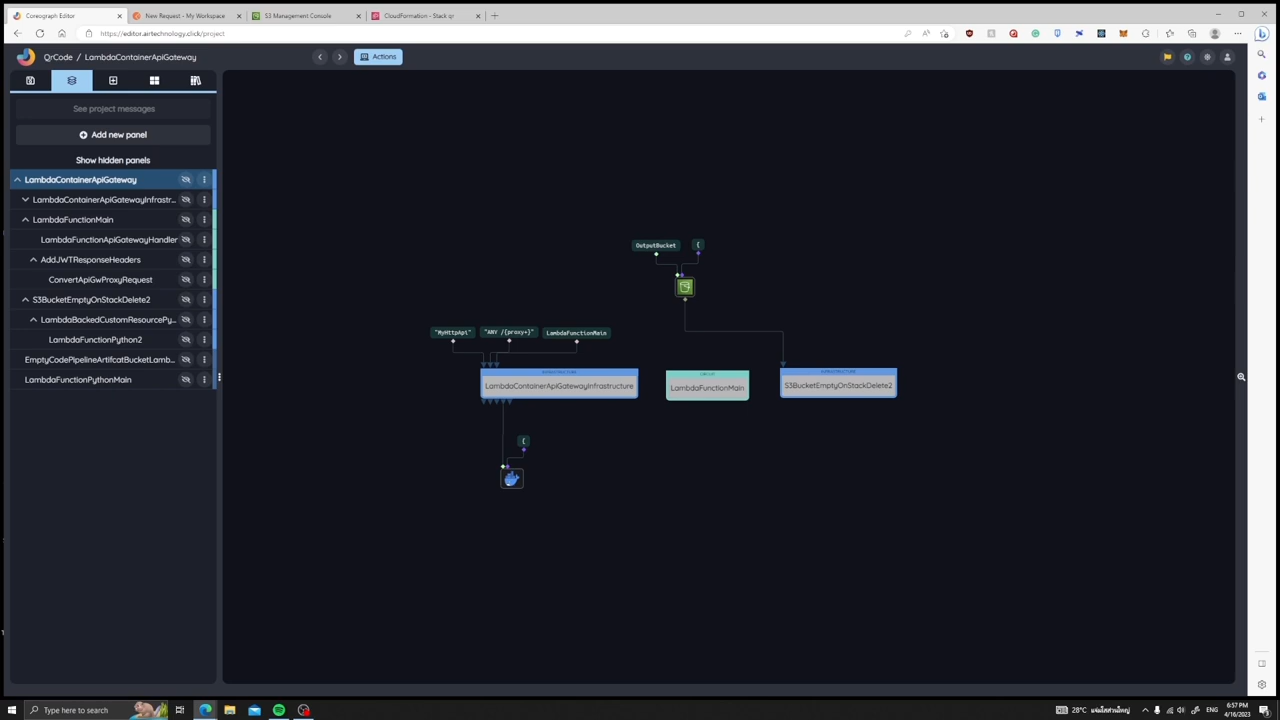 Coreograph Editor
New Request - My Workspace
S3 Management Console
CloudFormation - Stack qr
https://editor.airtechnology.click/project
QrCode / LambdaContainerApiGateway
Actions
See project messages
Add new panel
Show hidden panels
LambdaContainerApiGateway
LambdaContainerApiGatewayInfrastr...
LambdaFunctionMain
LambdaFunctionApiGatewayHandler
AddJWTResponseHeaders
ConvertApiGwProxyRequest
S3BucketEmptyOnStackDelete2
LambdaBackedCustomResourcePy...
LambdaFunctionPython2
EmptyCodePipelineArtifcatBucketLamb...
LambdaFunctionPythonMain
OutputBucket {
"MyHttpApi" "ANY /{proxy+}" LambdaFunctionMain
INFRASTRUCTURE
LambdaContainerApiGatewayInfrastructure
LambdaFunctionMain
INFRASTRUCTURE
S3BucketEmptyOnStackDelete2
{
Type here to search
28°C
ENG
6:57 PM
4/16/2023